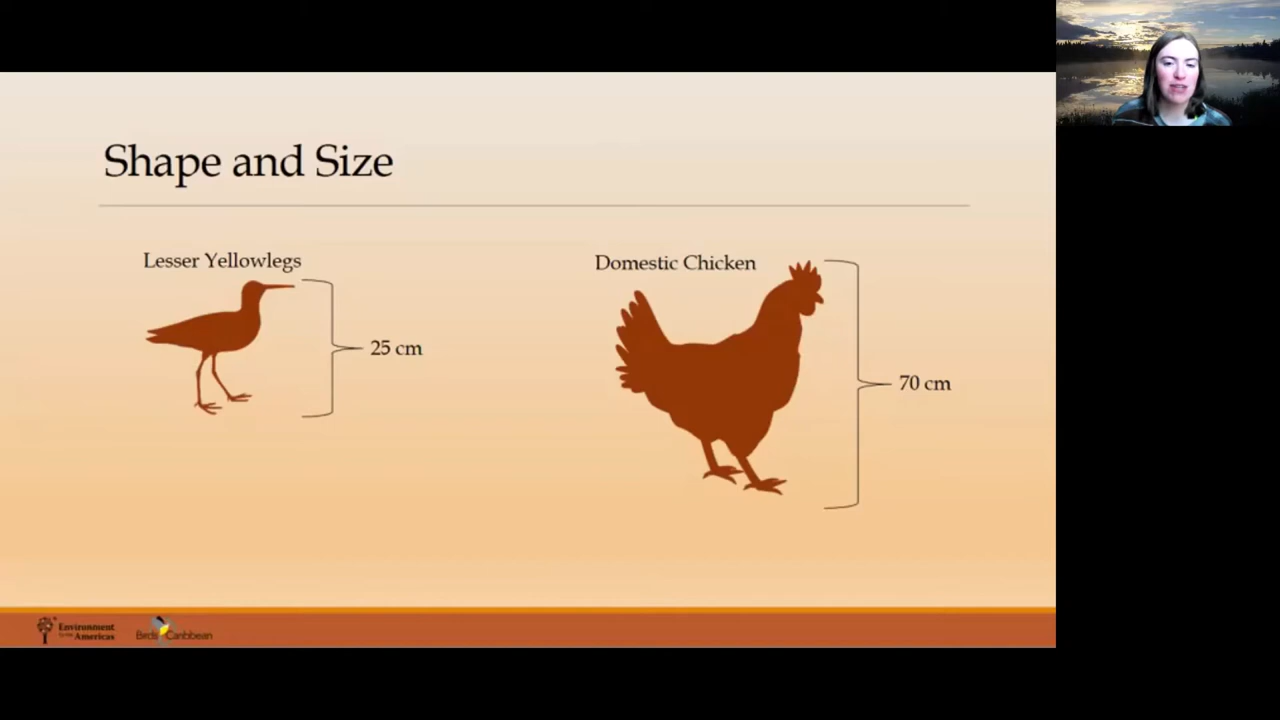 Shape and Size
Lesser Yellowlegs
Domestic Chicken
25 cm
70 cm
Environment
for the Americas
Birds Caribbean